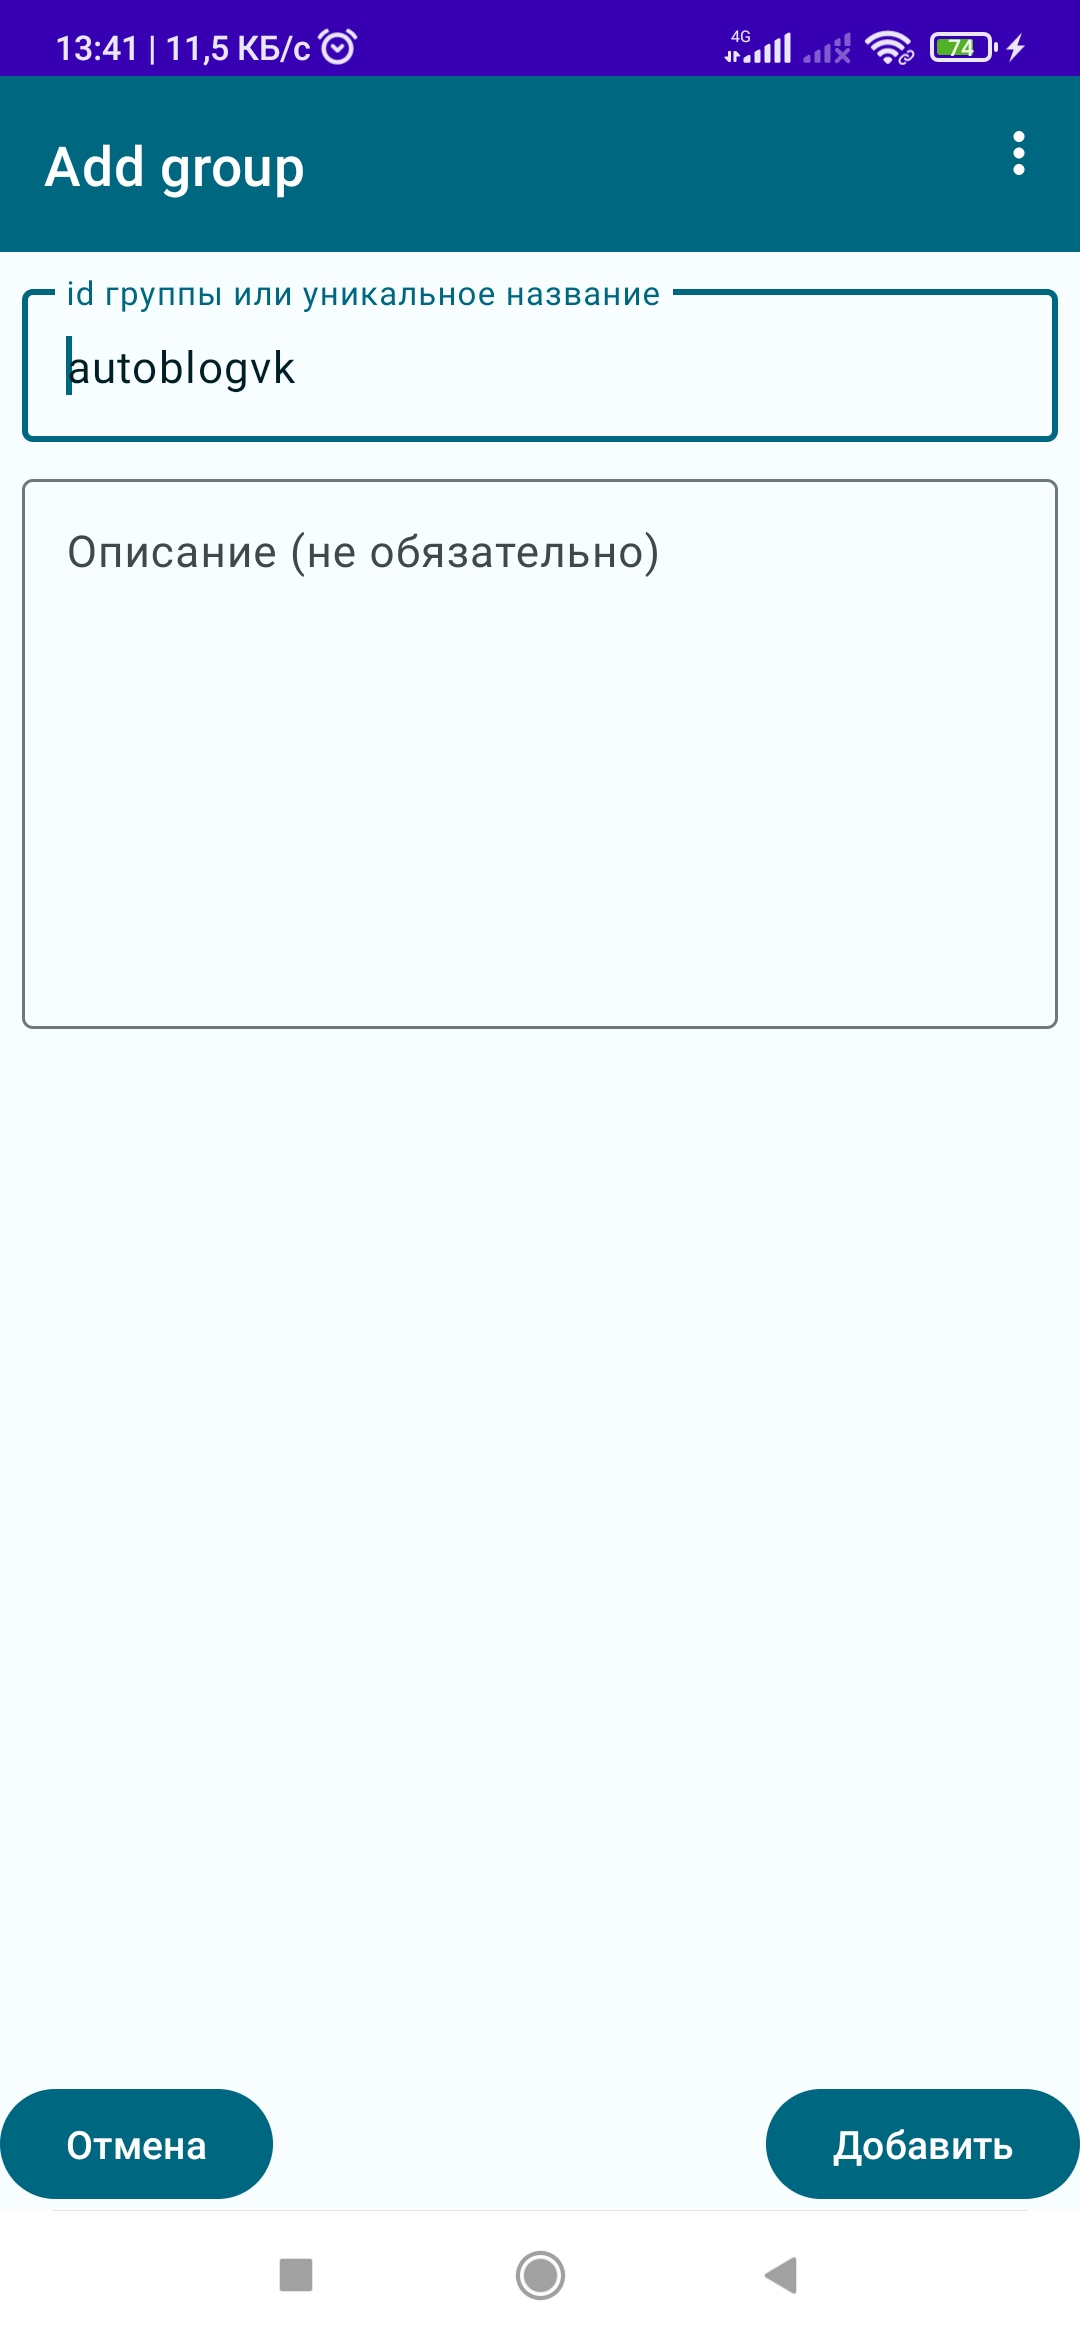 13:41 | 11,5 КБ/с
4G
74
Add group
id группы или уникальное название
autoblogvk
Описание (не обязательно)
Отмена
Добавить